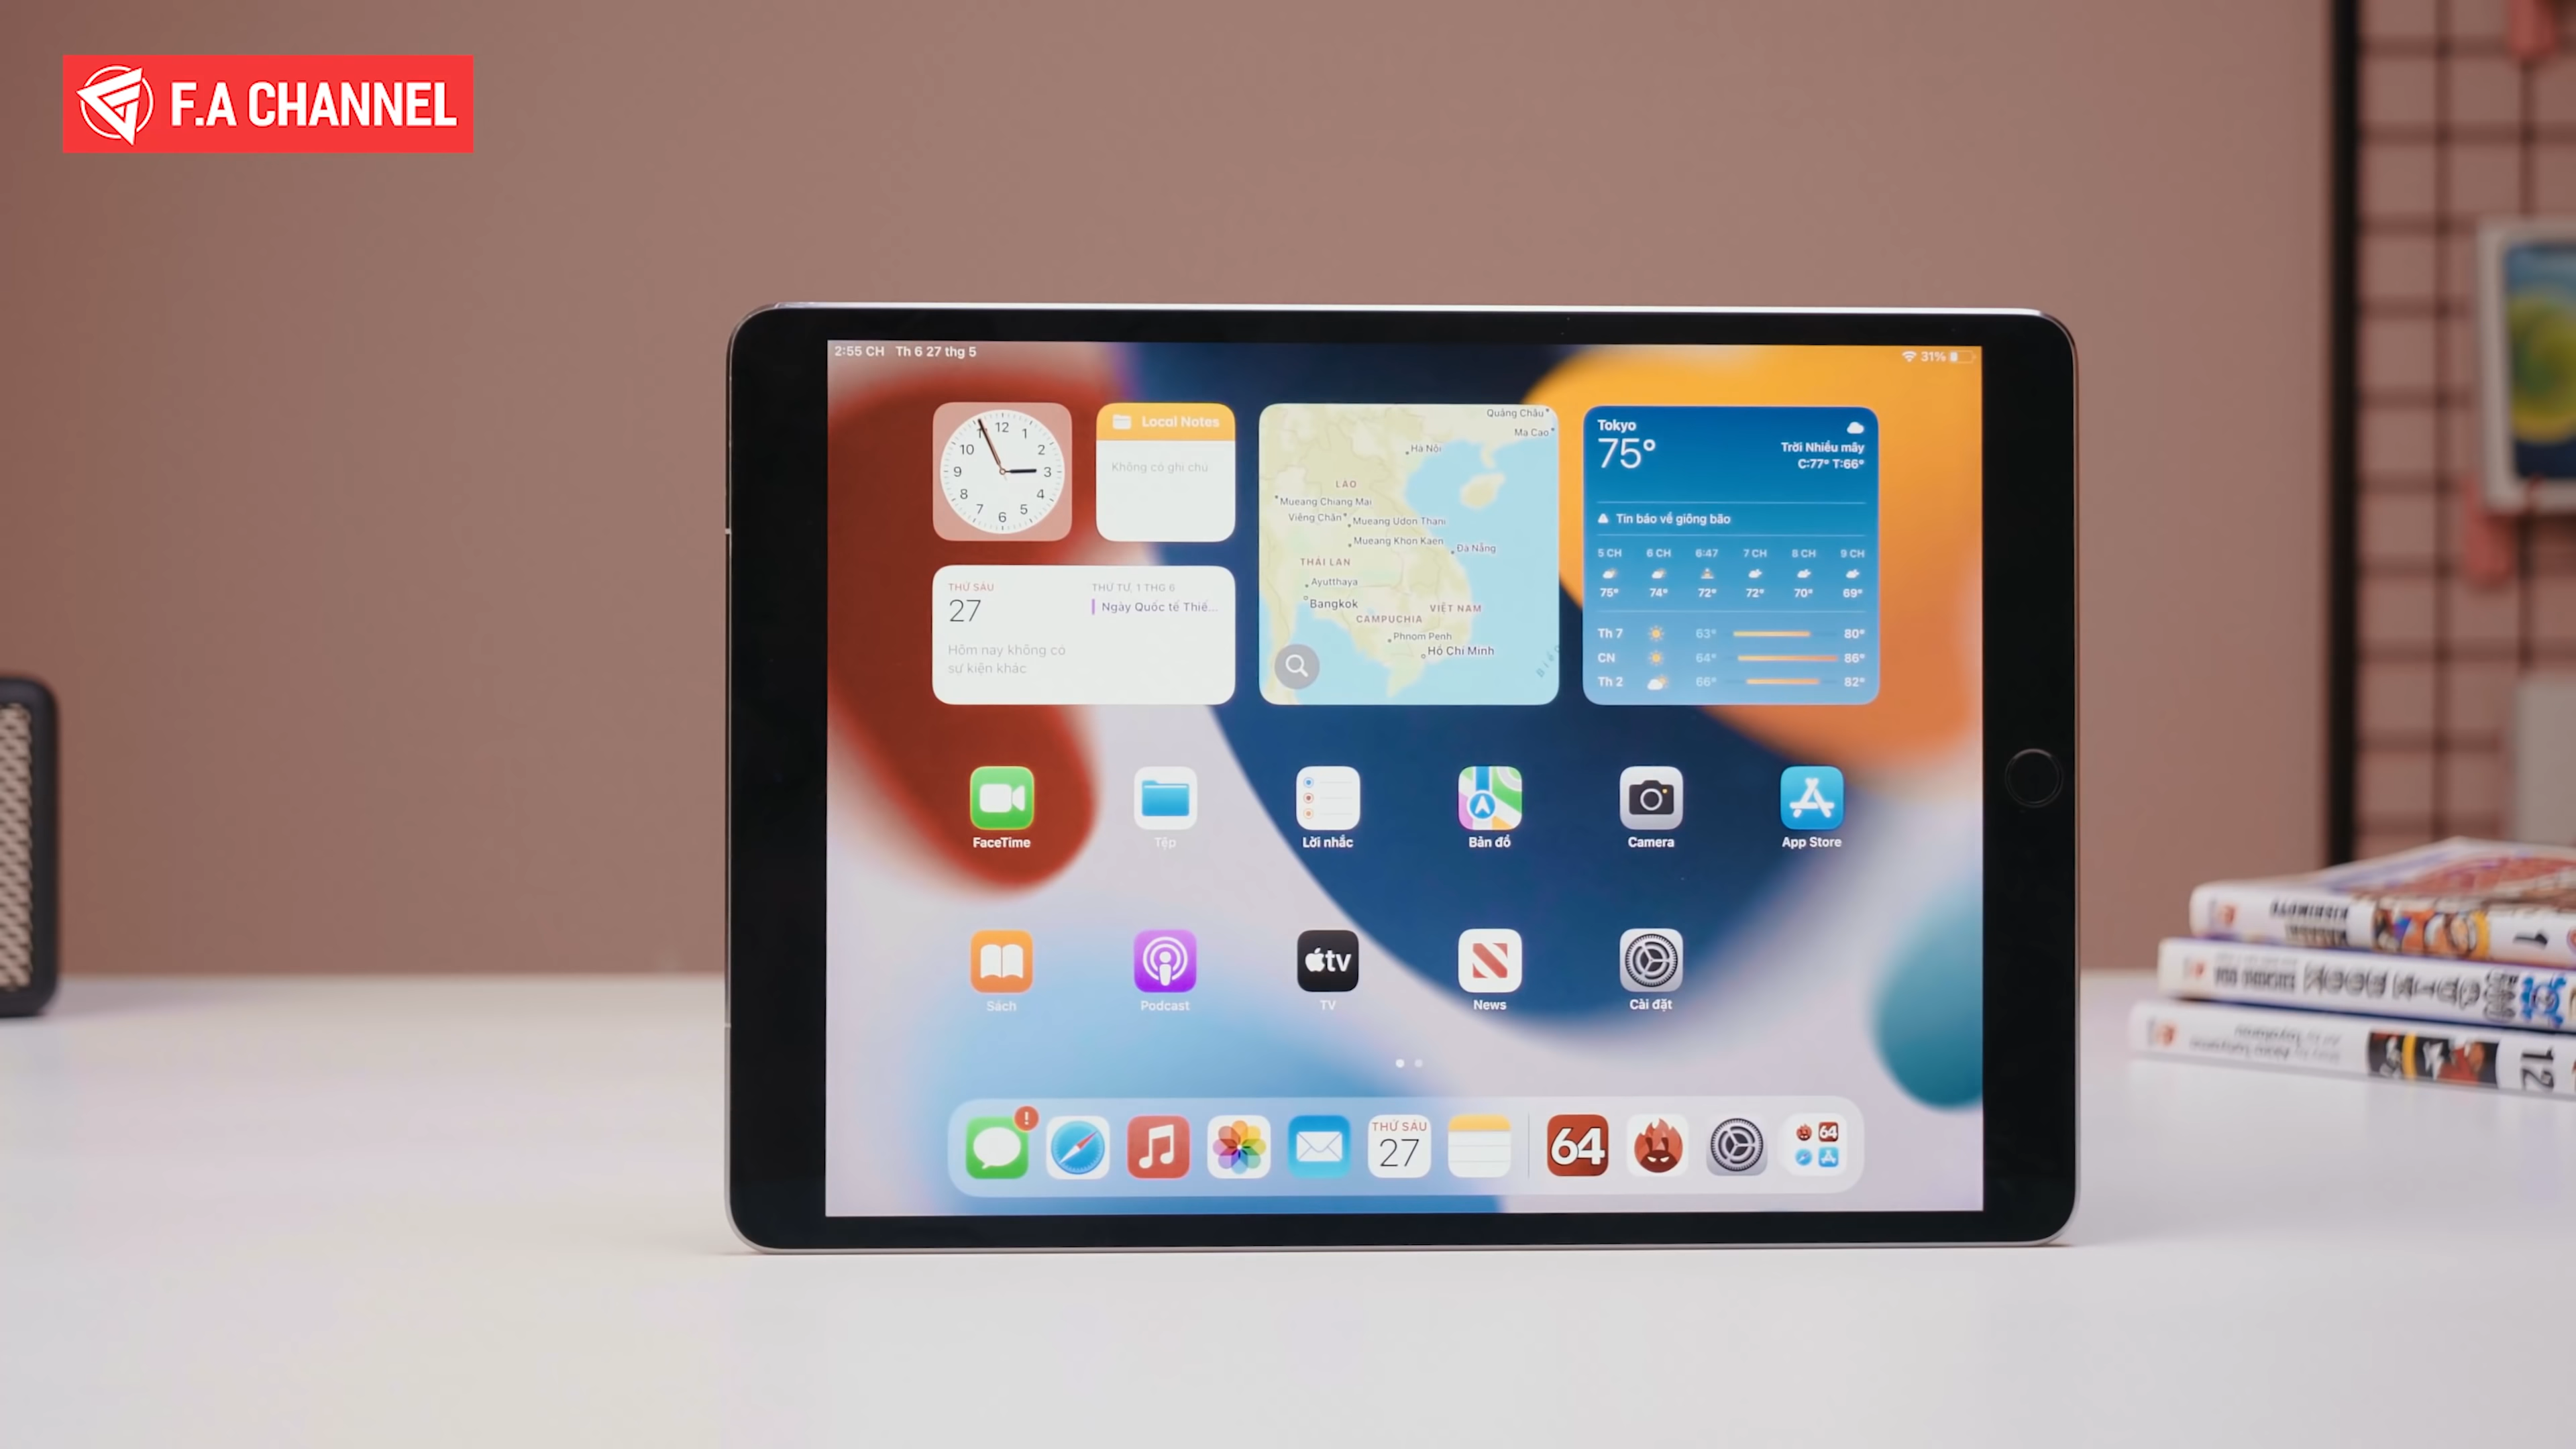 F.A CHANNEL
2:55 CH Th 6 27 thg 5
31%
12
1
2
3
4
5
6
7
8
9
10
11
Local Notes
Không có ghi chú
THỨ SÁU
27
Hôm nay không có
sự kiện khác
THỨ TƯ, 1 THG 6
Ngày Quốc tế Thiế...
Quảng Châu
Ma Cao
Hà Nội
LÀO
Mueang Chiang Mai
Viêng Chăn
Mueang Udon Thani
Mueang Khon Kaen
Đà Nẵng
THÁI LAN
Ayutthaya
Bangkok
VIỆT NAM
CAMPUCHIA
Phnom Penh
Hồ Chí Minh
Biển
Tokyo
75°
Trời Nhiều mây
C:77° T:66°
Tin báo về giông bão
5 CH 6 CH 6:47 7 CH 8 CH 9 CH
75° 74° 72° 72° 70° 69°
Th 7 63° 80°
CN 64° 86°
Th 2 66° 82°
FaceTime Tệp Lời nhắc Bản đồ Camera App Store
tv
Sách Podcast TV News Cài đặt
!
THỨ SÁU
27
64
64
1
12